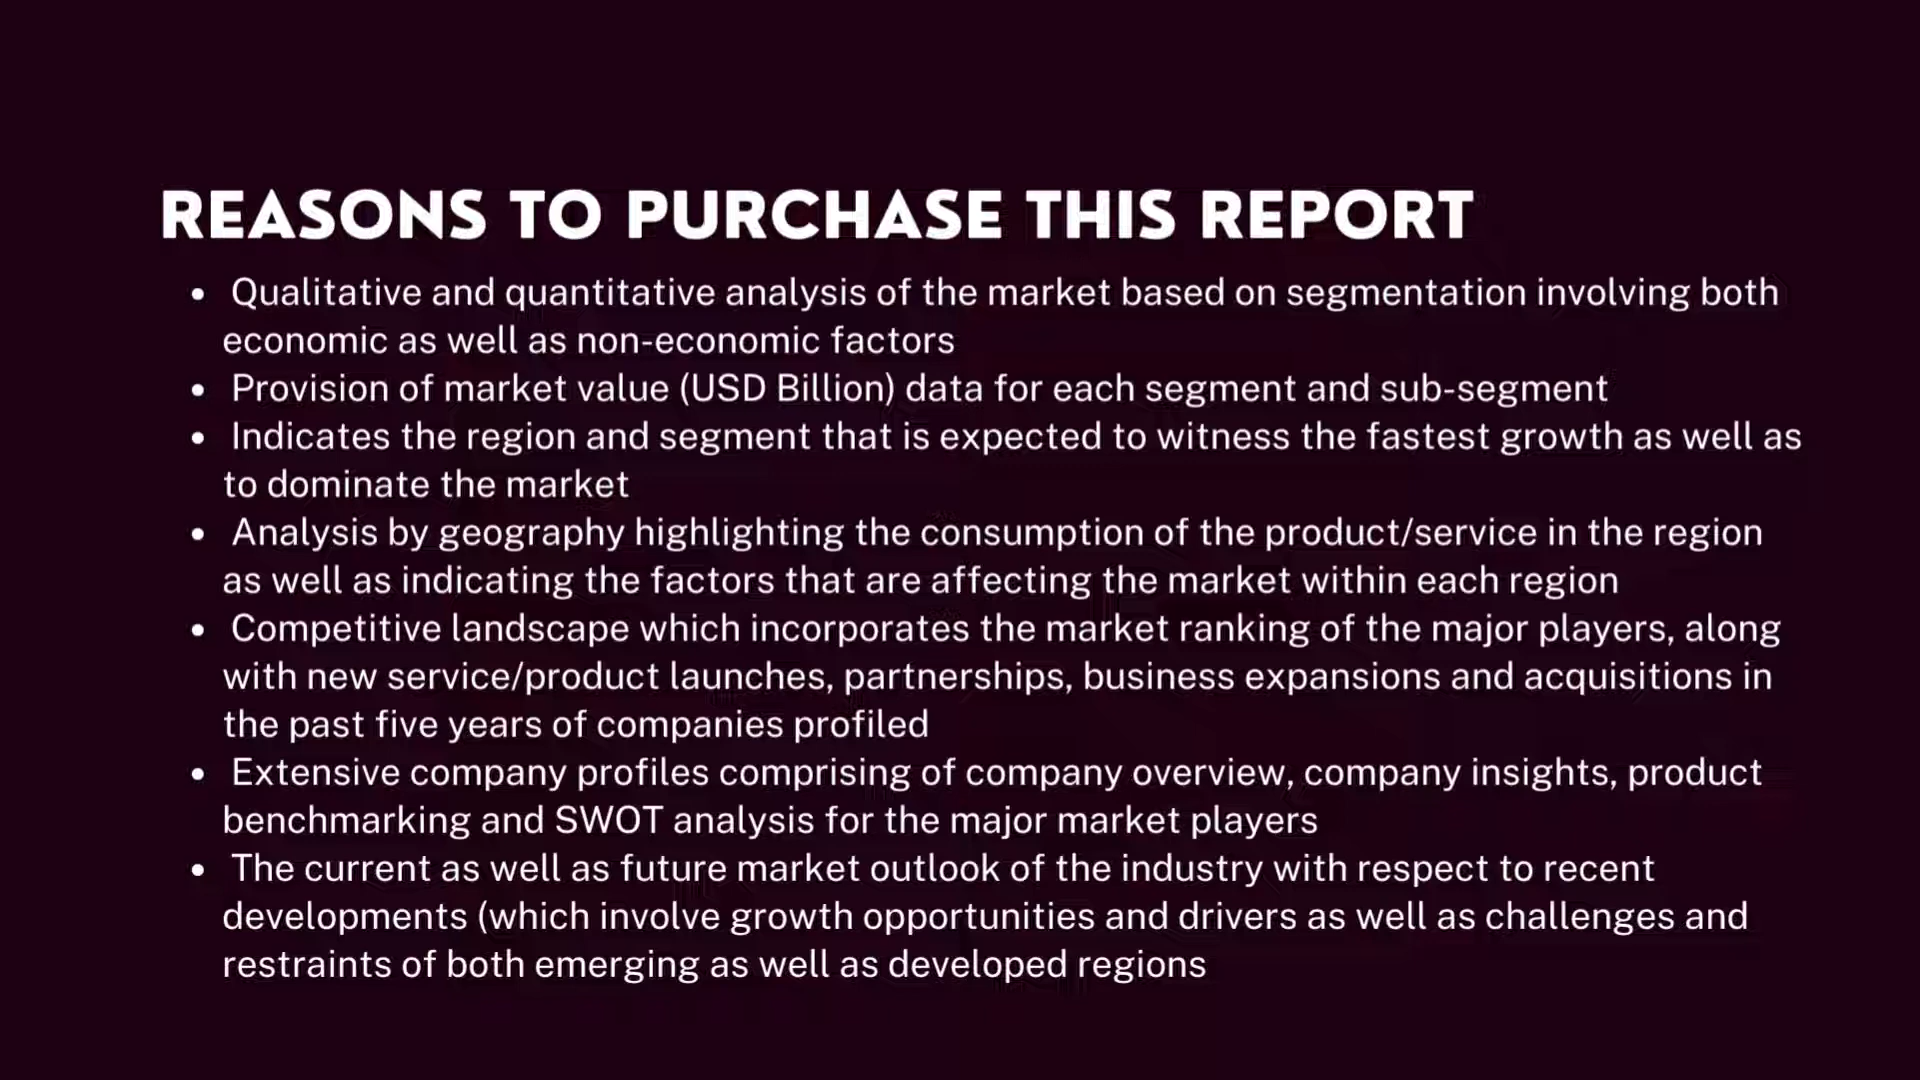 REASONS TO PURCHASE THIS REPORT
• Qualitative and quantitative analysis of the market based on segmentation involving both
economic as well as non-economic factors
• Provision of market value (USD Billion) data for each segment and sub-segment
• Indicates the region and segment that is expected to witness the fastest growth as well as
to dominate the market
• Analysis by geography highlighting the consumption of the product/service in the region
as well as indicating the factors that are affecting the market within each region
• Competitive landscape which incorporates the market ranking of the major players, along
with new service/product launches, partnerships, business expansions and acquisitions in
the past five years of companies profiled
• Extensive company profiles comprising of company overview, company insights, product
benchmarking and SWOT analysis for the major market players
• The current as well as future market outlook of the industry with respect to recent
developments (which involve growth opportunities and drivers as well as challenges and
restraints of both emerging as well as developed regions